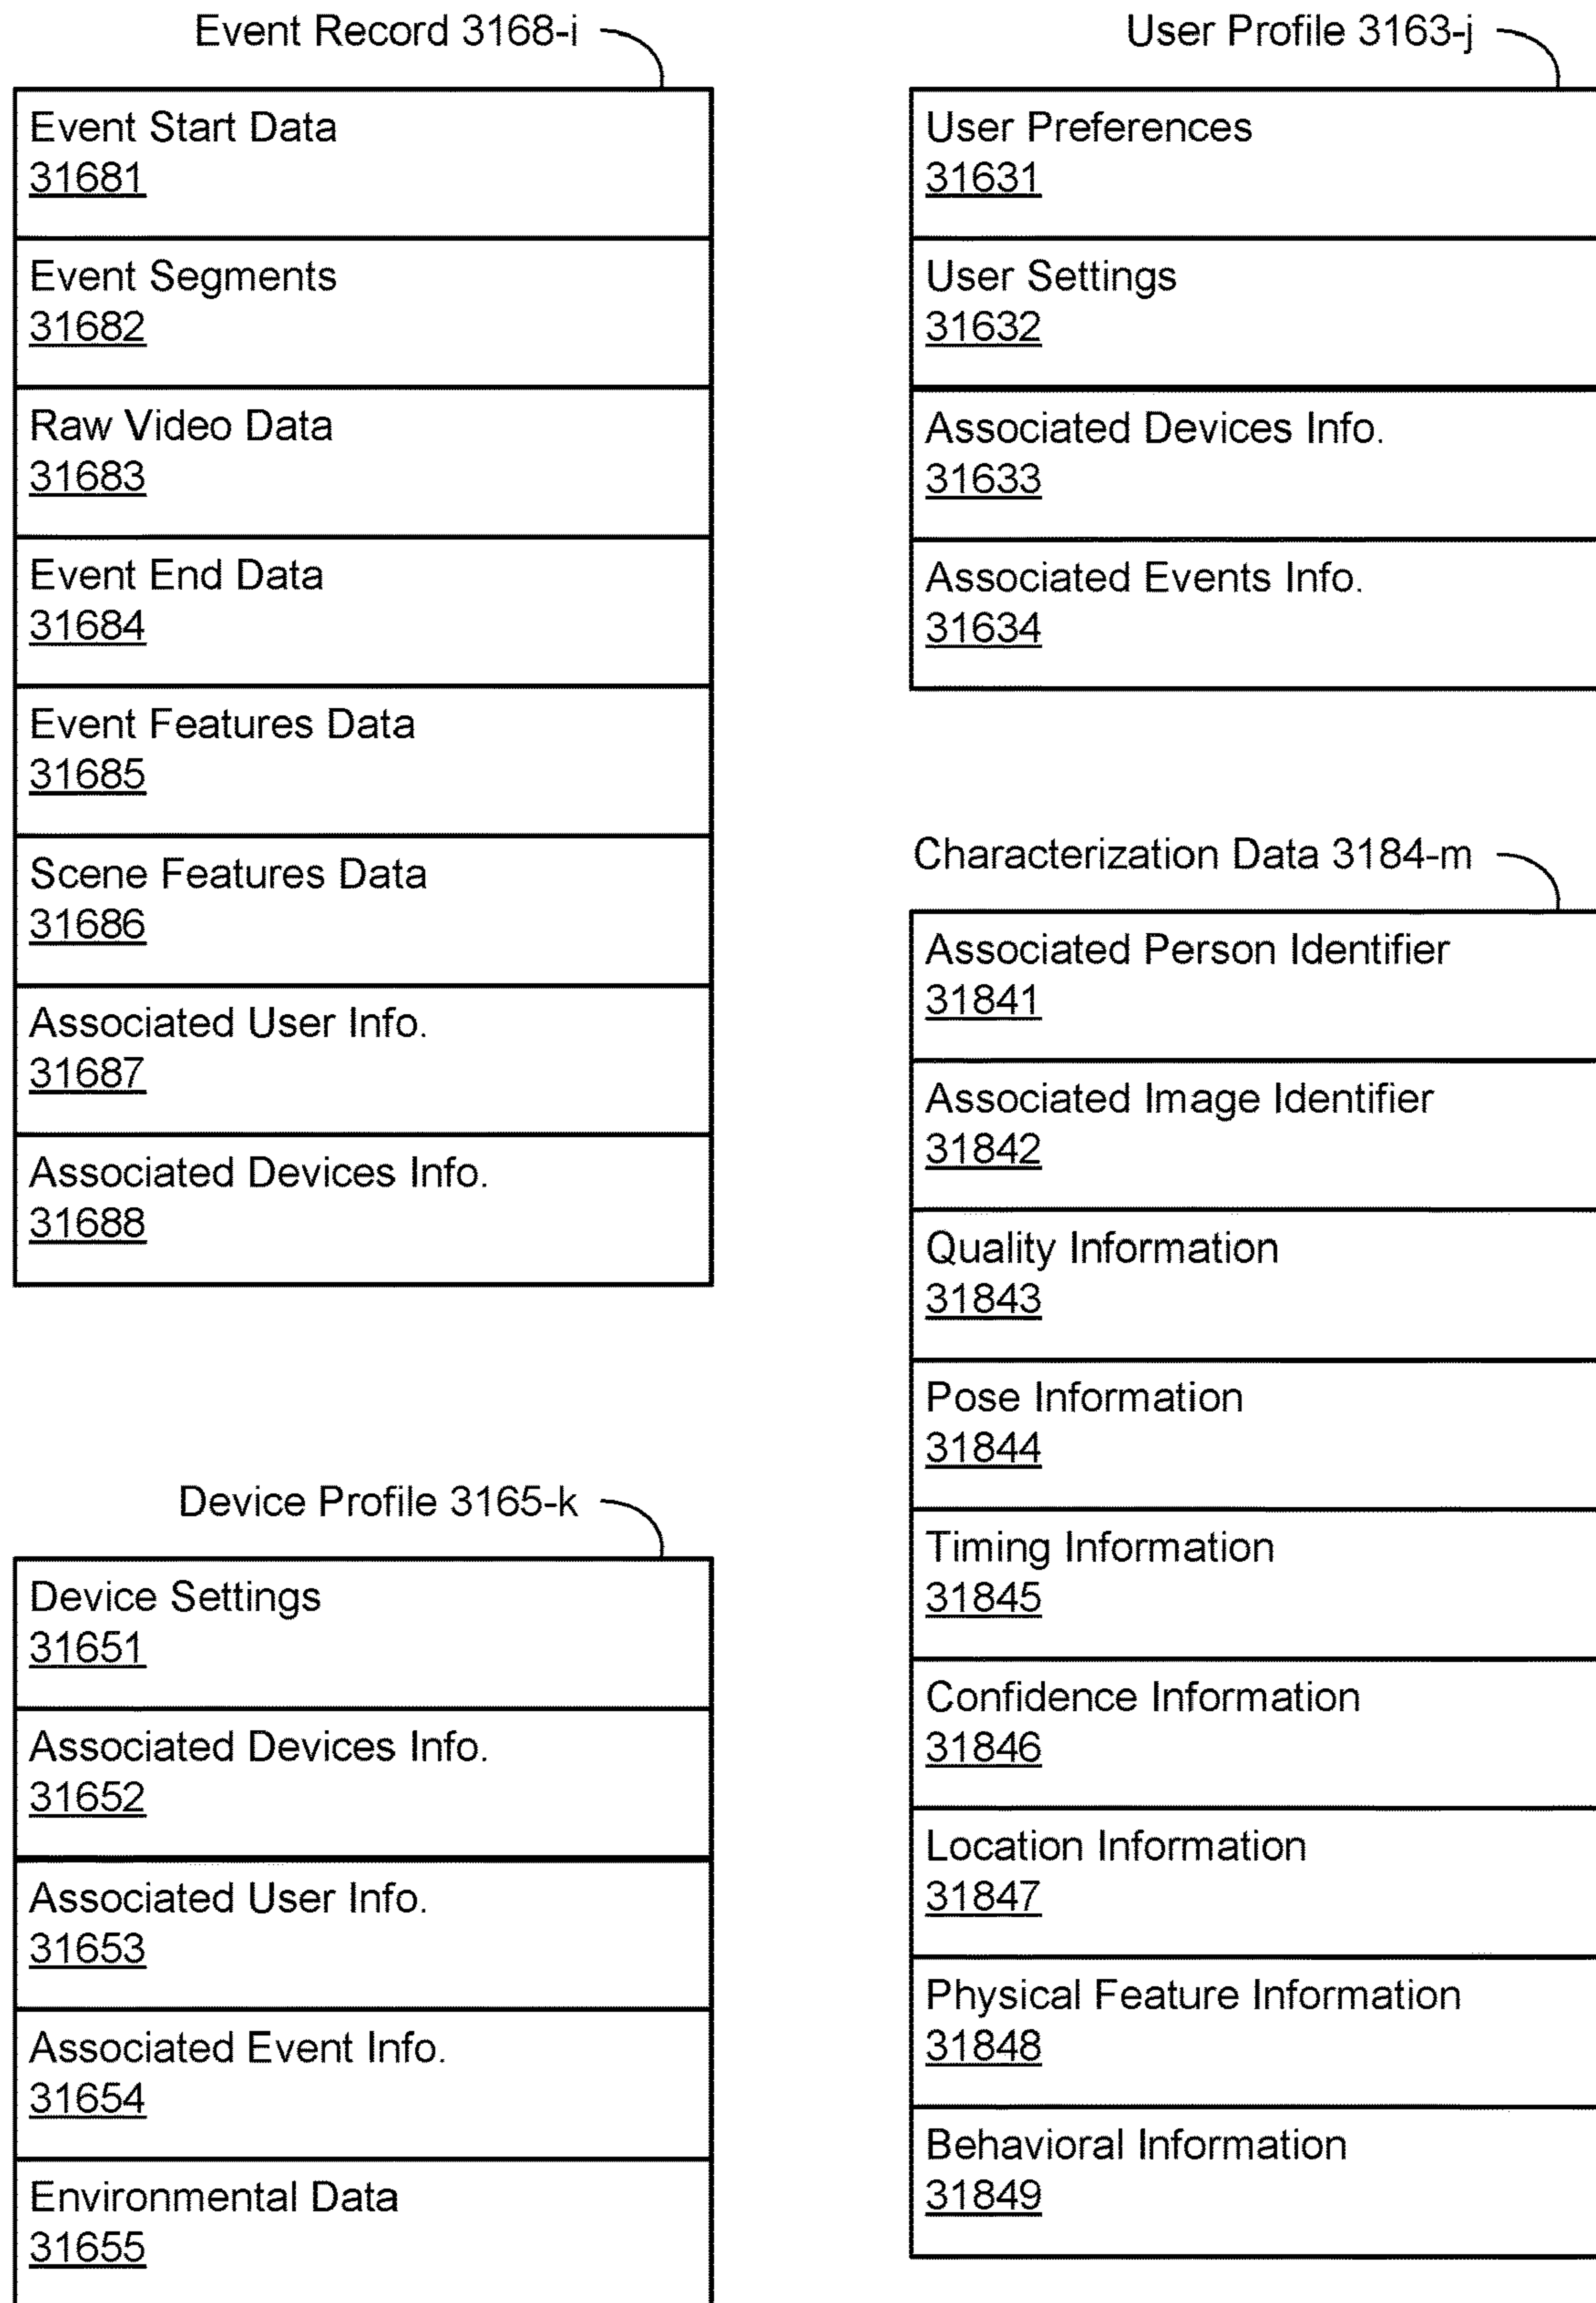 Event Record 3168-i
Event Start Data
31681
Event Segments
31682
Raw Video Data
31683
Event End Data
31684
Event Features Data
31685
Scene Features Data
31686
Associated User Info.
31687
Associated Devices Info.
31688
Device Profile 3165-k
Device Settings
31651
Associated Devices Info.
31652
Associated User Info.
31653
Associated Event Info.
31654
Environmental Data
31655
User Profile 3163-j
User Preferences
31631
User Settings
31632
Associated Devices Info.
31633
Associated Events Info.
31634
Characterization Data 3184-m
Associated Person Identifier
31841
Associated Image Identifier
31842
Quality Information
31843
Pose Information
31844
Timing Information
31845
Confidence Information
31846
Location Information
31847
Physical Feature Information
31848
Behavioral Information
31849